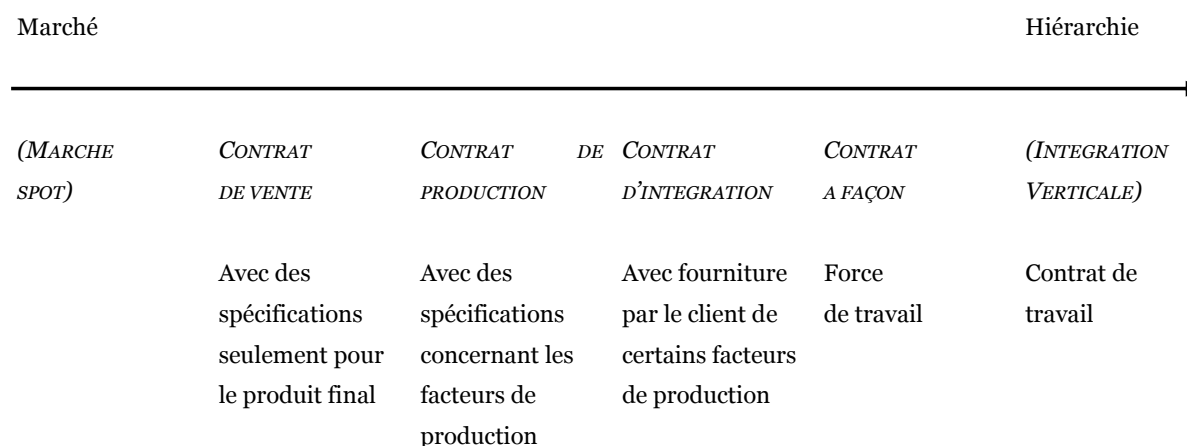 Marché Hiérarchie
(MARCHE CONTRAT CONTRAT DE CONTRAT CONTRAT (INTEGRATION
SPOT) DE VENTE PRODUCTION D’INTEGRATION A FAÇON VERTICALE)
Avec des Avec des Avec fourniture Force Contrat de
spécifications spécifications par le client de de travail travail
seulement pour concernant les certains facteurs
le produit final facteurs de de production
production